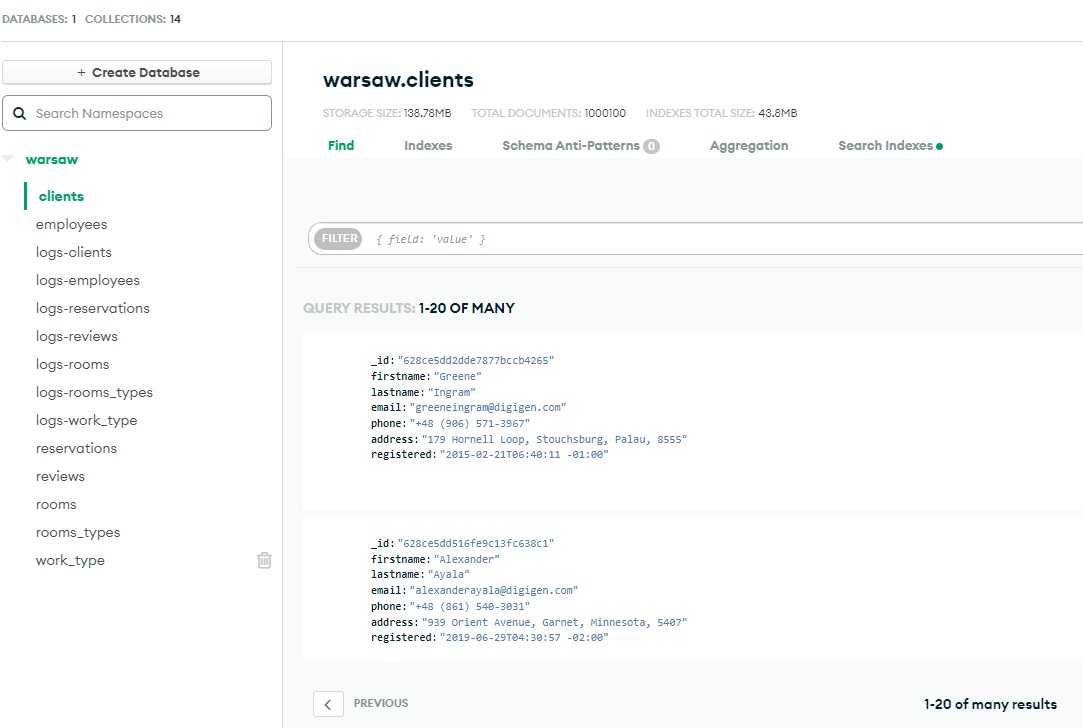 DATABASES: 1 COLLECTIONS: 14
+ Create Database
Search Namespaces
warsaw
clients
employees
logs-clients
logs-employees
logs-reservations
logs-reviews
logs-rooms
logs-rooms_types
logs-work_type
reservations
reviews
rooms
rooms_types
work_type
warsaw.clients
STORAGE SIZE: 138.78MB TOTAL DOCUMENTS: 1000100 INDEXES TOTAL SIZE: 43.8MB
Find Indexes Schema Anti-Patterns 0 Aggregation Search Indexes
FILTER { field: 'value' }
QUERY RESULTS: 1-20 OF MANY
_id: "628ce5dd2dde7877bccb4265"
firstname: "Greene"
lastname: "Ingram"
email: "greeneingram@digigen.com"
phone: "+48 (906) 571-3967"
address: "179 Hornell Loop, Stouchsburg, Palau, 8555"
registered: "2015-02-21T06:40:11 -01:00"
_id: "628ce5dd516fe9c13fc638c1"
firstname: "Alexander"
lastname: "Ayala"
email: "alexanderayala@digigen.com"
phone: "+48 (861) 540-3031"
address: "939 Orient Avenue, Garnet, Minnesota, 5407"
registered: "2019-06-29T04:30:57 -02:00"
PREVIOUS
1-20 of many results